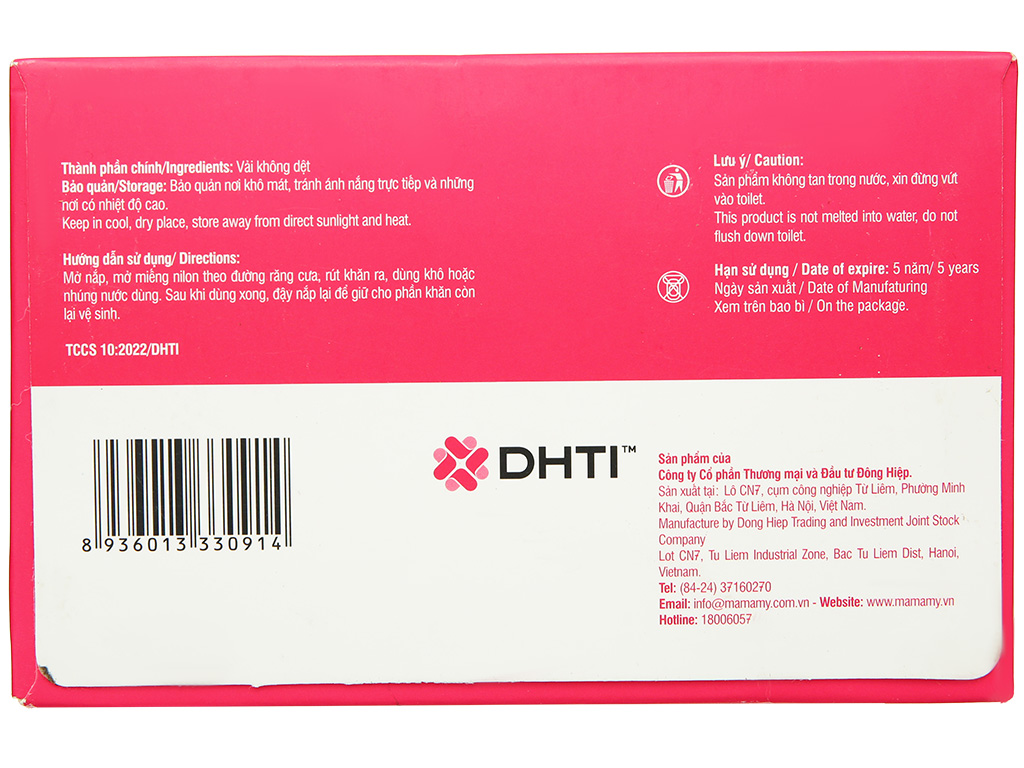 Thành phần chính/Ingredients: Vải không dệt
Bảo quản/Storage: Bảo quản nơi khô mát, tránh ánh nắng trực tiếp và những
nơi có nhiệt độ cao.
Keep in cool, dry place, store away from direct sunlight and heat.
Hướng dẫn sử dụng/ Directions:
Mở nắp, mở miếng nilon theo đường răng cưa, rút khăn ra, dùng khô hoặc
nhúng nước dùng. Sau khi dùng xong, đậy nắp lại để giữ cho phần khăn còn
lại vệ sinh.
TCCS 10:2022/DHTI
Lưu ý/ Caution:
Sản phẩm không tan trong nước, xin đừng vứt
vào toilet.
This product is not melted into water, do not
flush down toilet.
Hạn sử dụng / Date of expire: 5 năm/ 5 years
Ngày sản xuất / Date of Manufaturing
Xem trên bao bì / On the package.
8 936013 330914
DHTI™
Sản phẩm của
Công ty Cổ phần Thương mại và Đầu tư Đông Hiệp.
Sản xuất tại: Lô CN7, cụm công nghiệp Từ Liêm, Phường Minh
Khai, Quận Bắc Từ Liêm, Hà Nội, Việt Nam.
Manufacture by Dong Hiep Trading and Investment Joint Stock
Company
Lot CN7, Tu Liem Industrial Zone, Bac Tu Liem Dist, Hanoi,
Vietnam.
Tel: (84-24) 37160270
Email: info@mamamy.com.vn - Website: www.mamamy.vn
Hotline: 18006057